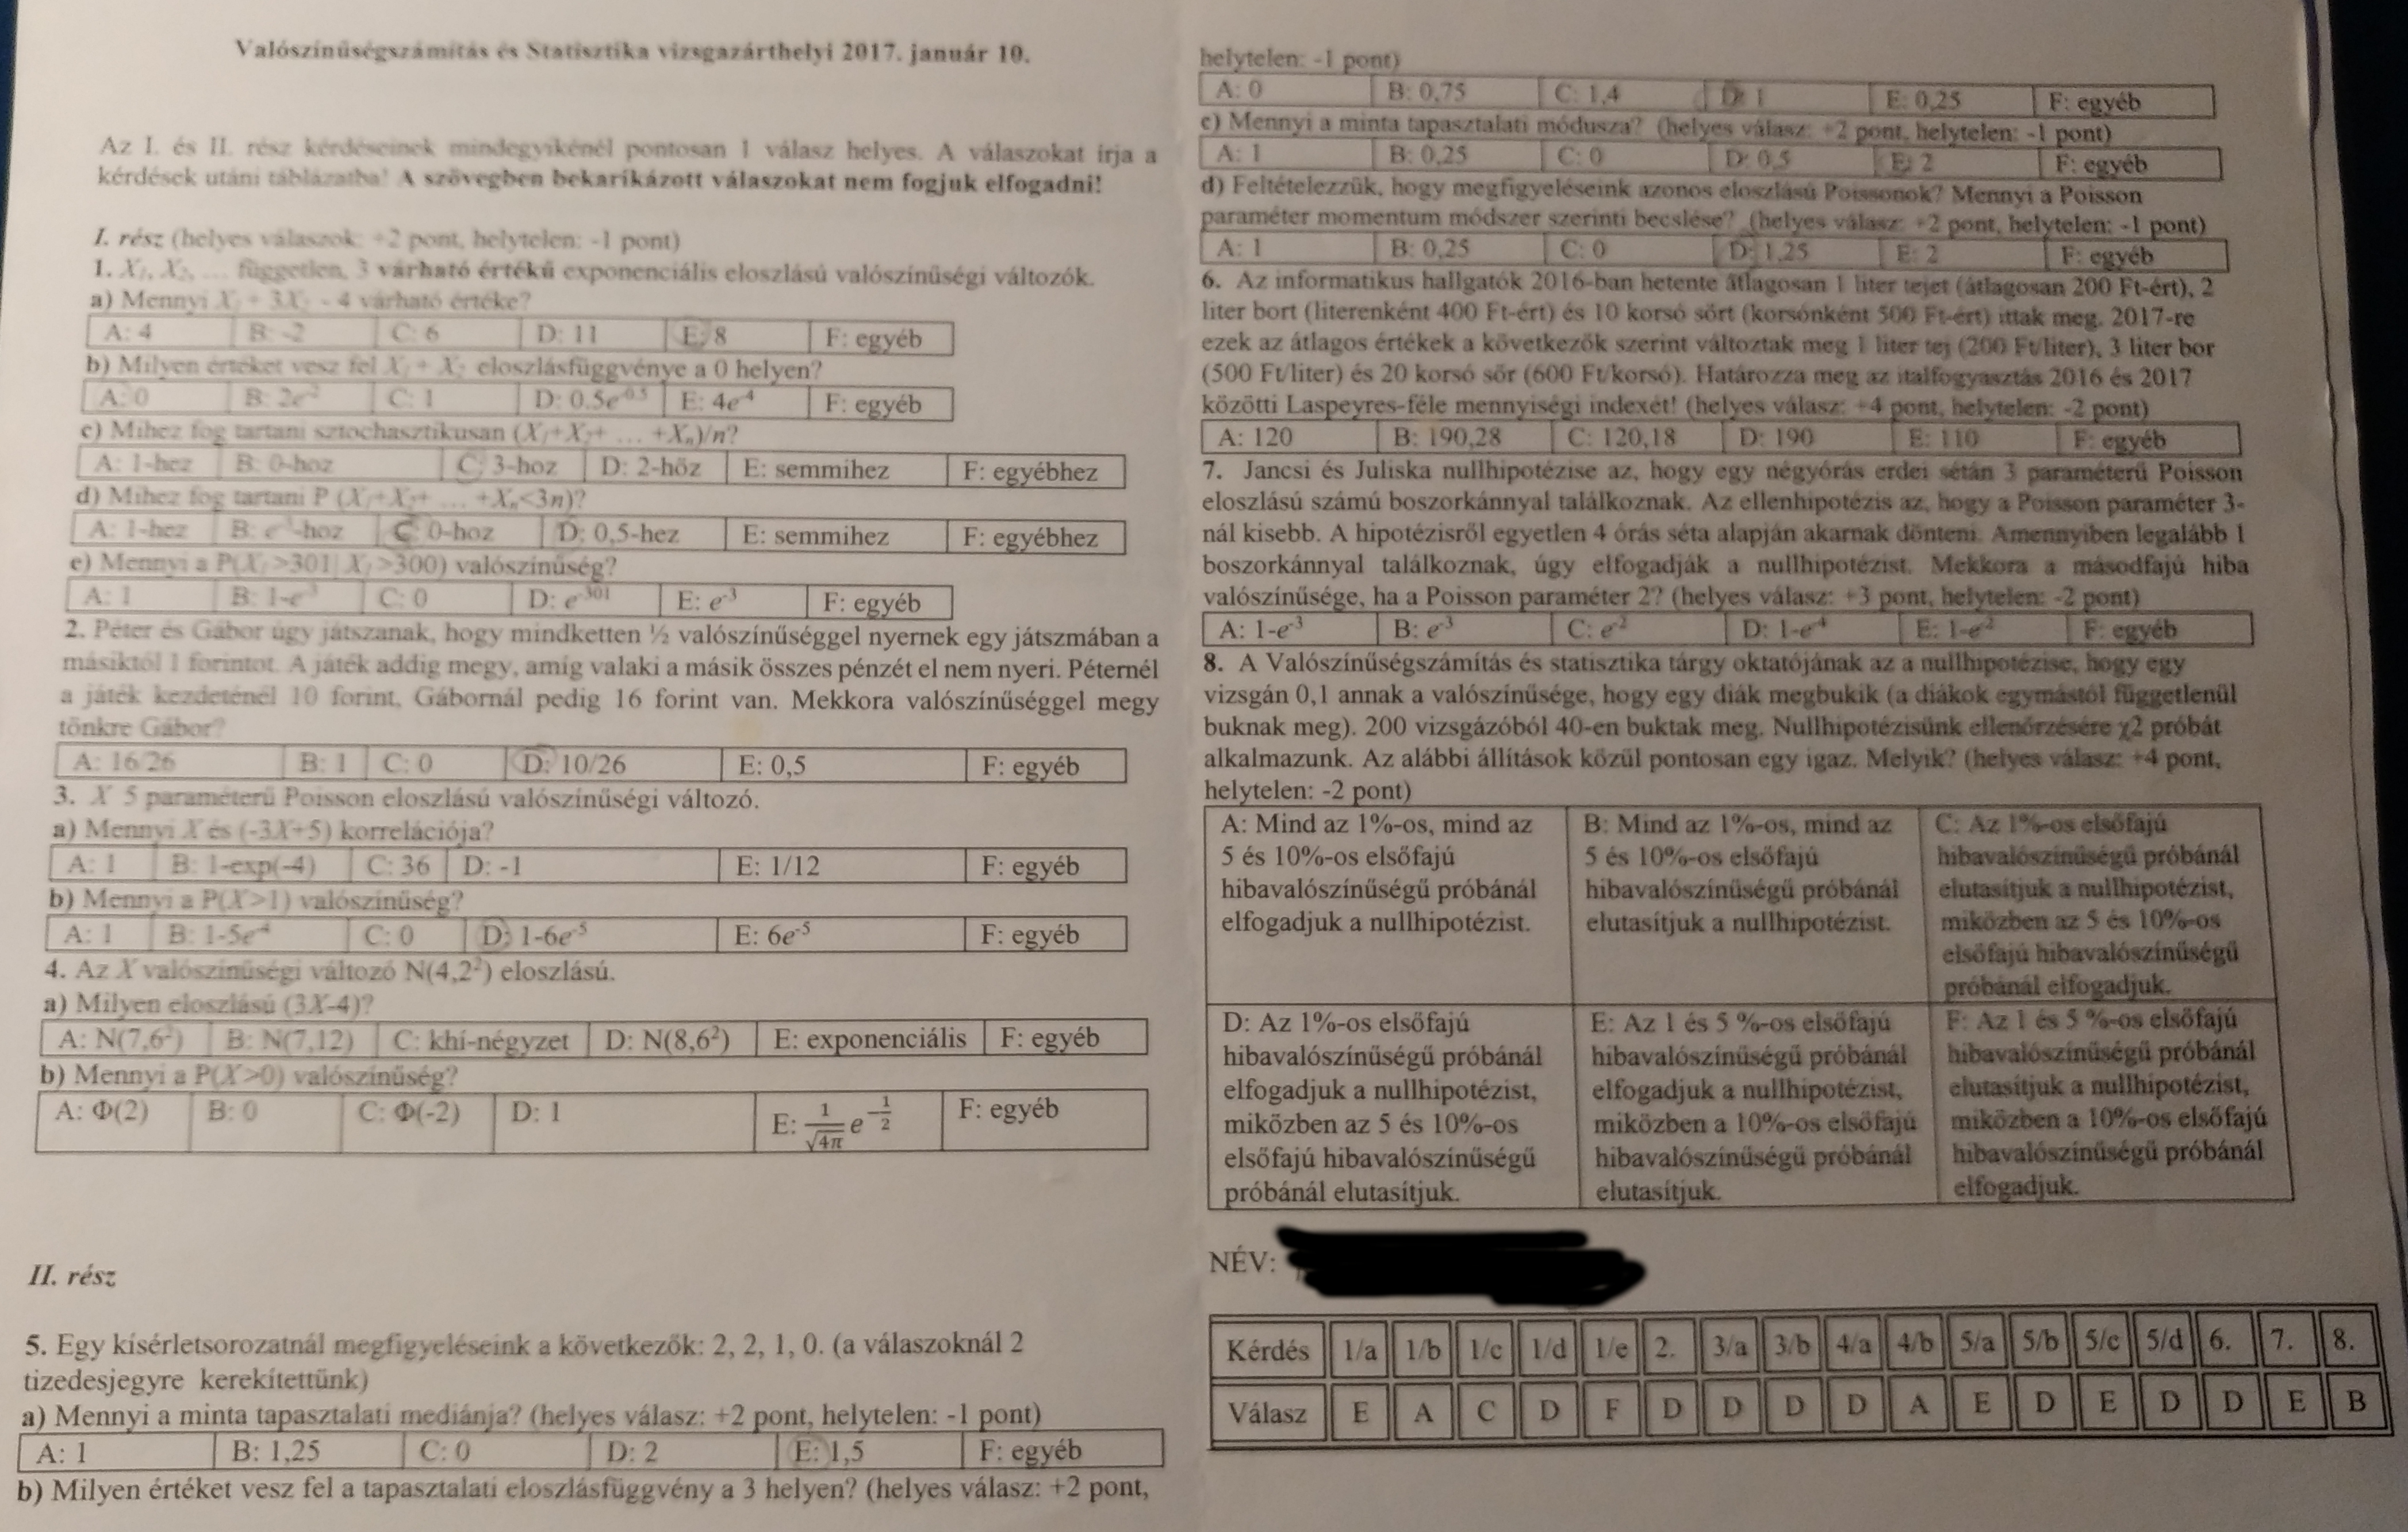 Valószínűségszámítás és Statisztika vizsgazárthelyi 2017. január 10.
Az I. és II. rész kérdéseinek mindegyikénél pontosan 1 válasz helyes. A válaszokat írja a
kérdések utáni táblázatba! A szövegben bekarikázott válaszokat nem fogjuk elfogadni!
I. rész (helyes válaszok: +2 pont, helytelen: -1 pont)
1. X₁, X₂, … független, 3 várható értékű exponenciális eloszlású valószínűségi változók.
a) Mennyi X₁ + 3X₂ - 4 várható értéke?
A: 4 B: -2 C: 6 D: 11 E: 8 F: egyéb
b) Milyen értéket vesz fel X₁ + X₂ eloszlásfüggvénye a 0 helyen?
A: 0 B: 2e⁻² C: 1 D: 0.5e⁻⁰·⁵ E: 4e⁻⁴ F: egyéb
c) Mihez fog tartani sztochasztikusan (X₁+X₂+ … +Xₙ)/n?
A: 1-hez B: 0-hoz C: 3-hoz D: 2-höz E: semmihez F: egyébhez
d) Mihez fog tartani P (X₁+X₂+ … +Xₙ<3n)?
A: 1-hez B: e⁻³-hoz C: 0-hoz D: 0,5-hez E: semmihez F: egyébhez
e) Mennyi a P(X₁>301| X₁>300) valószínűség?
A: 1 B: 1-e⁻³ C: 0 D: e⁻³⁰¹ E: e⁻³ F: egyéb
2. Péter és Gábor úgy játszanak, hogy mindketten ½ valószínűséggel nyernek egy játszmában a
másiktól 1 forintot. A játék addig megy, amíg valaki a másik összes pénzét el nem nyeri. Péternél
a játék kezdeténél 10 forint, Gábornál pedig 16 forint van. Mekkora valószínűséggel megy
tönkre Gábor?
A: 16/26 B: 1 C: 0 D: 10/26 E: 0,5 F: egyéb
3. X 5 paraméterű Poisson eloszlású valószínűségi változó.
a) Mennyi X és (-3X+5) korrelációja?
A: 1 B: 1-exp(-4) C: 36 D: -1 E: 1/12 F: egyéb
b) Mennyi a P(X>1) valószínűség?
A: 1 B: 1-5e⁻⁴ C: 0 D: 1-6e⁻⁵ E: 6e⁻⁵ F: egyéb
4. Az X valószínűségi változó N(4,2²) eloszlású.
a) Milyen eloszlású (3X-4)?
A: N(7,6²) B: N(7,12) C: khí-négyzet D: N(8,6²) E: exponenciális F: egyéb
b) Mennyi a P(X>0) valószínűség?
A: Φ(2) B: 0 C: Φ(-2) D: 1 E: 1/√4π e^-1/2 F: egyéb
II. rész
5. Egy kísérletsorozatnál megfigyeléseink a következők: 2, 2, 1, 0. (a válaszoknál 2
tizedesjegyre kerekítettünk)
a) Mennyi a minta tapasztalati mediánja? (helyes válasz: +2 pont, helytelen: -1 pont)
A: 1 B: 1,25 C: 0 D: 2 E: 1,5 F: egyéb
b) Milyen értéket vesz fel a tapasztalati eloszlásfüggvény a 3 helyen? (helyes válasz: +2 pont,
helytelen: -1 pont)
A: 0 B: 0,75 C: 1,4 D: 1 E: 0,25 F: egyéb
c) Mennyi a minta tapasztalati módusza? (helyes válasz: +2 pont, helytelen: -1 pont)
A: 1 B: 0,25 C: 0 D: 0,5 E: 2 F: egyéb
d) Feltételezzük, hogy megfigyeléseink azonos eloszlású Poissonok? Mennyi a Poisson
paraméter momentum módszer szerinti becslése? (helyes válasz: +2 pont, helytelen: -1 pont)
A: 1 B: 0,25 C: 0 D: 1,25 E: 2 F: egyéb
6. Az informatikus hallgatók 2016-ban hetente átlagosan 1 liter tejet (átlagosan 200 Ft-ért), 2
liter bort (literenként 400 Ft-ért) és 10 korsó sört (korsónként 500 Ft-ért) ittak meg. 2017-re
ezek az átlagos értékek a következők szerint változtak meg 1 liter tej (200 Ft/liter), 3 liter bor
(500 Ft/liter) és 20 korsó sör (600 Ft/korsó). Határozza meg az italfogyasztás 2016 és 2017
közötti Laspeyres-féle mennyiségi indexét! (helyes válasz: +4 pont, helytelen: -2 pont)
A: 120 B: 190,28 C: 120,18 D: 190 E: 110 F: egyéb
7. Jancsi és Juliska nullhipotézise az, hogy egy négyórás erdei sétán 3 paraméterű Poisson
eloszlású számú boszorkánnyal találkoznak. Az ellenhipotézis az, hogy a Poisson paraméter 3-
nál kisebb. A hipotézisről egyetlen 4 órás séta alapján akarnak dönteni. Amennyiben legalább 1
boszorkánnyal találkoznak, úgy elfogadják a nullhipotézist. Mekkora a másodfajú hiba
valószínűsége, ha a Poisson paraméter 2? (helyes válasz: +3 pont, helytelen: -2 pont)
A: 1-e⁻³ B: e⁻³ C: e⁻² D: 1-e⁻⁴ E: 1-e⁻² F: egyéb
8. A Valószínűségszámítás és statisztika tárgy oktatójának az a nullhipotézise, hogy egy
vizsgán 0,1 annak a valószínűsége, hogy egy diák megbukik (a diákok egymástól függetlenül
buknak meg). 200 vizsgázóból 40-en buktak meg. Nullhipotézisünk ellenőrzésére χ2 próbát
alkalmazunk. Az alábbi állítások közül pontosan egy igaz. Melyik? (helyes válasz: +4 pont,
helytelen: -2 pont)
A: Mind az 1%-os, mind az
5 és 10%-os elsőfajú
hibavalószínűségű próbánál
elfogadjuk a nullhipotézist.
B: Mind az 1%-os, mind az
5 és 10%-os elsőfajú
hibavalószínűségű próbánál
elutasítjuk a nullhipotézist.
C: Az 1%-os elsőfajú
hibavalószínűségű próbánál
elutasítjuk a nullhipotézist,
miközben az 5 és 10%-os
elsőfajú hibavalószínűségű
próbánál elfogadjuk.
D: Az 1%-os elsőfajú
hibavalószínűségű próbánál
elfogadjuk a nullhipotézist,
miközben az 5 és 10%-os
elsőfajú hibavalószínűségű
próbánál elutasítjuk.
E: Az 1 és 5 %-os elsőfajú
hibavalószínűségű próbánál
elfogadjuk a nullhipotézist,
miközben a 10%-os elsőfajú
hibavalószínűségű próbánál
elutasítjuk.
F: Az 1 és 5 %-os elsőfajú
hibavalószínűségű próbánál
elutasítjuk a nullhipotézist,
miközben a 10%-os elsőfajú
hibavalószínűségű próbánál
elfogadjuk.
NÉV:
Kérdés 1/a 1/b 1/c 1/d 1/e 2. 3/a 3/b 4/a 4/b 5/a 5/b 5/c 5/d 6. 7. 8.
Válasz E A C D F D D D D A E D E D D E B